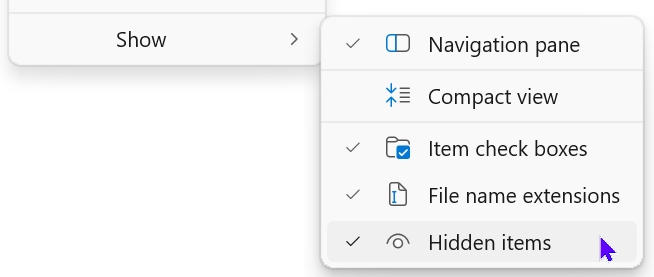 Show
Navigation pane
Compact view
Item check boxes
File name extensions
Hidden items